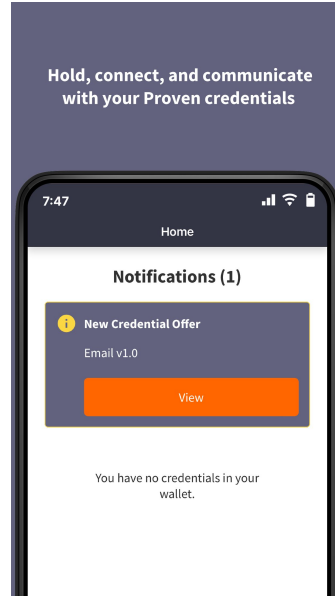 Hold, connect, and communicate
with your Proven credentials
7:47
Home
Notifications (1)
New Credential Offer
Email v1.0
View
You have no credentials in your
wallet.